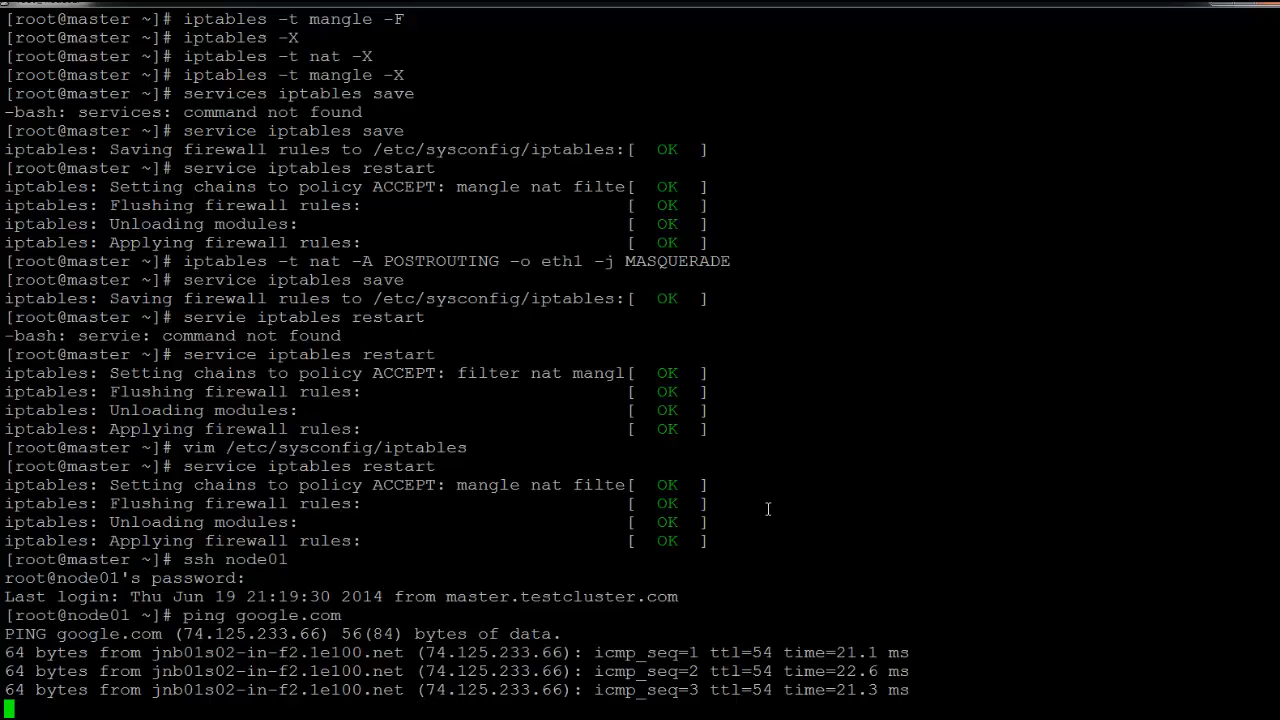 [root@master ~]# iptables -t mangle -F
[root@master ~]# iptables -X
[root@master ~]# iptables -t nat -X
[root@master ~]# iptables -t mangle -X
[root@master ~]# services iptables save
-bash: services: command not found
[root@master ~]# service iptables save
iptables: Saving firewall rules to /etc/sysconfig/iptables:[  OK  ]
[root@master ~]# service iptables restart
iptables: Setting chains to policy ACCEPT: mangle nat filte[  OK  ]
iptables: Flushing firewall rules:                         [  OK  ]
iptables: Unloading modules:                               [  OK  ]
iptables: Applying firewall rules:                         [  OK  ]
[root@master ~]# iptables -t nat -A POSTROUTING -o eth1 -j MASQUERADE
[root@master ~]# service iptables save
iptables: Saving firewall rules to /etc/sysconfig/iptables:[  OK  ]
[root@master ~]# servie iptables restart
-bash: servie: command not found
[root@master ~]# service iptables restart
iptables: Setting chains to policy ACCEPT: filter nat mangl[  OK  ]
iptables: Flushing firewall rules:                         [  OK  ]
iptables: Unloading modules:                               [  OK  ]
iptables: Applying firewall rules:                         [  OK  ]
[root@master ~]# vim /etc/sysconfig/iptables
[root@master ~]# service iptables restart
iptables: Setting chains to policy ACCEPT: mangle nat filte[  OK  ]
iptables: Flushing firewall rules:                         [  OK  ]
iptables: Unloading modules:                               [  OK  ]
iptables: Applying firewall rules:                         [  OK  ]
[root@master ~]# ssh node01
root@node01's password:
Last login: Thu Jun 19 21:19:30 2014 from master.testcluster.com
[root@node01 ~]# ping google.com
PING google.com (74.125.233.66) 56(84) bytes of data.
64 bytes from jnb01s02-in-f2.1e100.net (74.125.233.66): icmp_seq=1 ttl=54 time=21.1 ms
64 bytes from jnb01s02-in-f2.1e100.net (74.125.233.66): icmp_seq=2 ttl=54 time=22.6 ms
64 bytes from jnb01s02-in-f2.1e100.net (74.125.233.66): icmp_seq=3 ttl=54 time=21.3 ms